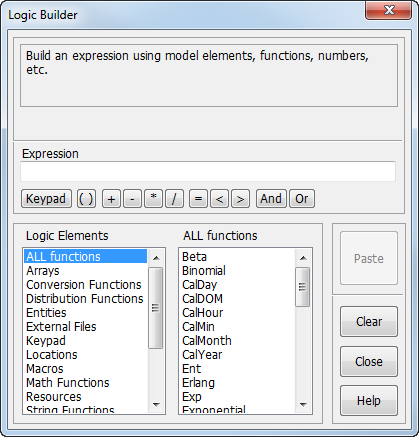 Logic Builder
Build an expression using model elements, functions, numbers,
etc.
Expression
Keypad ( ) + - * / = < > And Or
Logic Elements
ALL functions
Arrays
Conversion Functions
Distribution Functions
Entities
External Files
Keypad
Locations
Macros
Math Functions
Resources
String Functions
ALL functions
Beta
Binomial
CalDay
CalDOM
CalHour
CalMin
CalMonth
CalYear
Ent
Erlang
Exp
Exponential
Paste
Clear
Close
Help